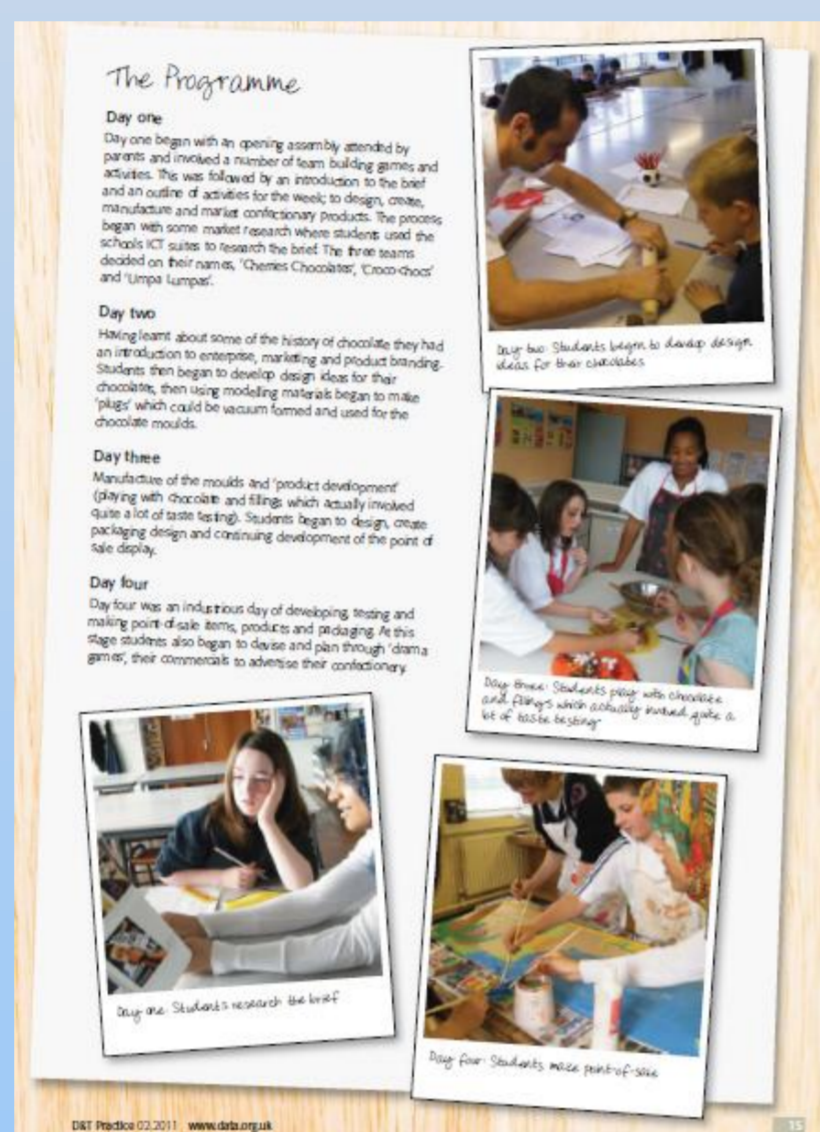 The Programme
Day one
Day one began with an opening assembly attended by
parents and involved a number of team building games and
activities. This was followed by an introduction to the brief
and an outline of activities for the week; to design, create,
manufacture and market confectionary products. The process
began with some market research where students used the
schools ICT suites to research the brief. The three teams
decided on their names, 'Cherries Chocolates', 'Croco-chocs'
and 'Umpa Lumpas'.
Day two
Having learnt about some of the history of chocolate they had
an introduction to enterprise, marketing and product branding.
Students then began to develop design ideas for their
chocolates, then using modelling materials began to make
'plugs' which could be vacuum formed and used for the
chocolate moulds.
Day three
Manufacture of the moulds and 'product development'
(playing with chocolate and fillings which actually involved
quite a lot of taste testing). Students began to design, create
packaging design and continuing development of the point of
sale display.
Day four
Day four was an industrious day of developing, testing and
making point-of-sale items, products and packaging. At this
stage students also began to devise and plan through 'drama
games', their commercials to advertise their confectionery.
Day two: Students begin to develop design
ideas for their chocolates
Day three: Students play with chocolate
and fillings which actually involved quite a
lot of taste testing
Day one: Students research the brief
Day four: Students make point-of-sale
D&T Practice 02.2011 www.data.org.uk
15